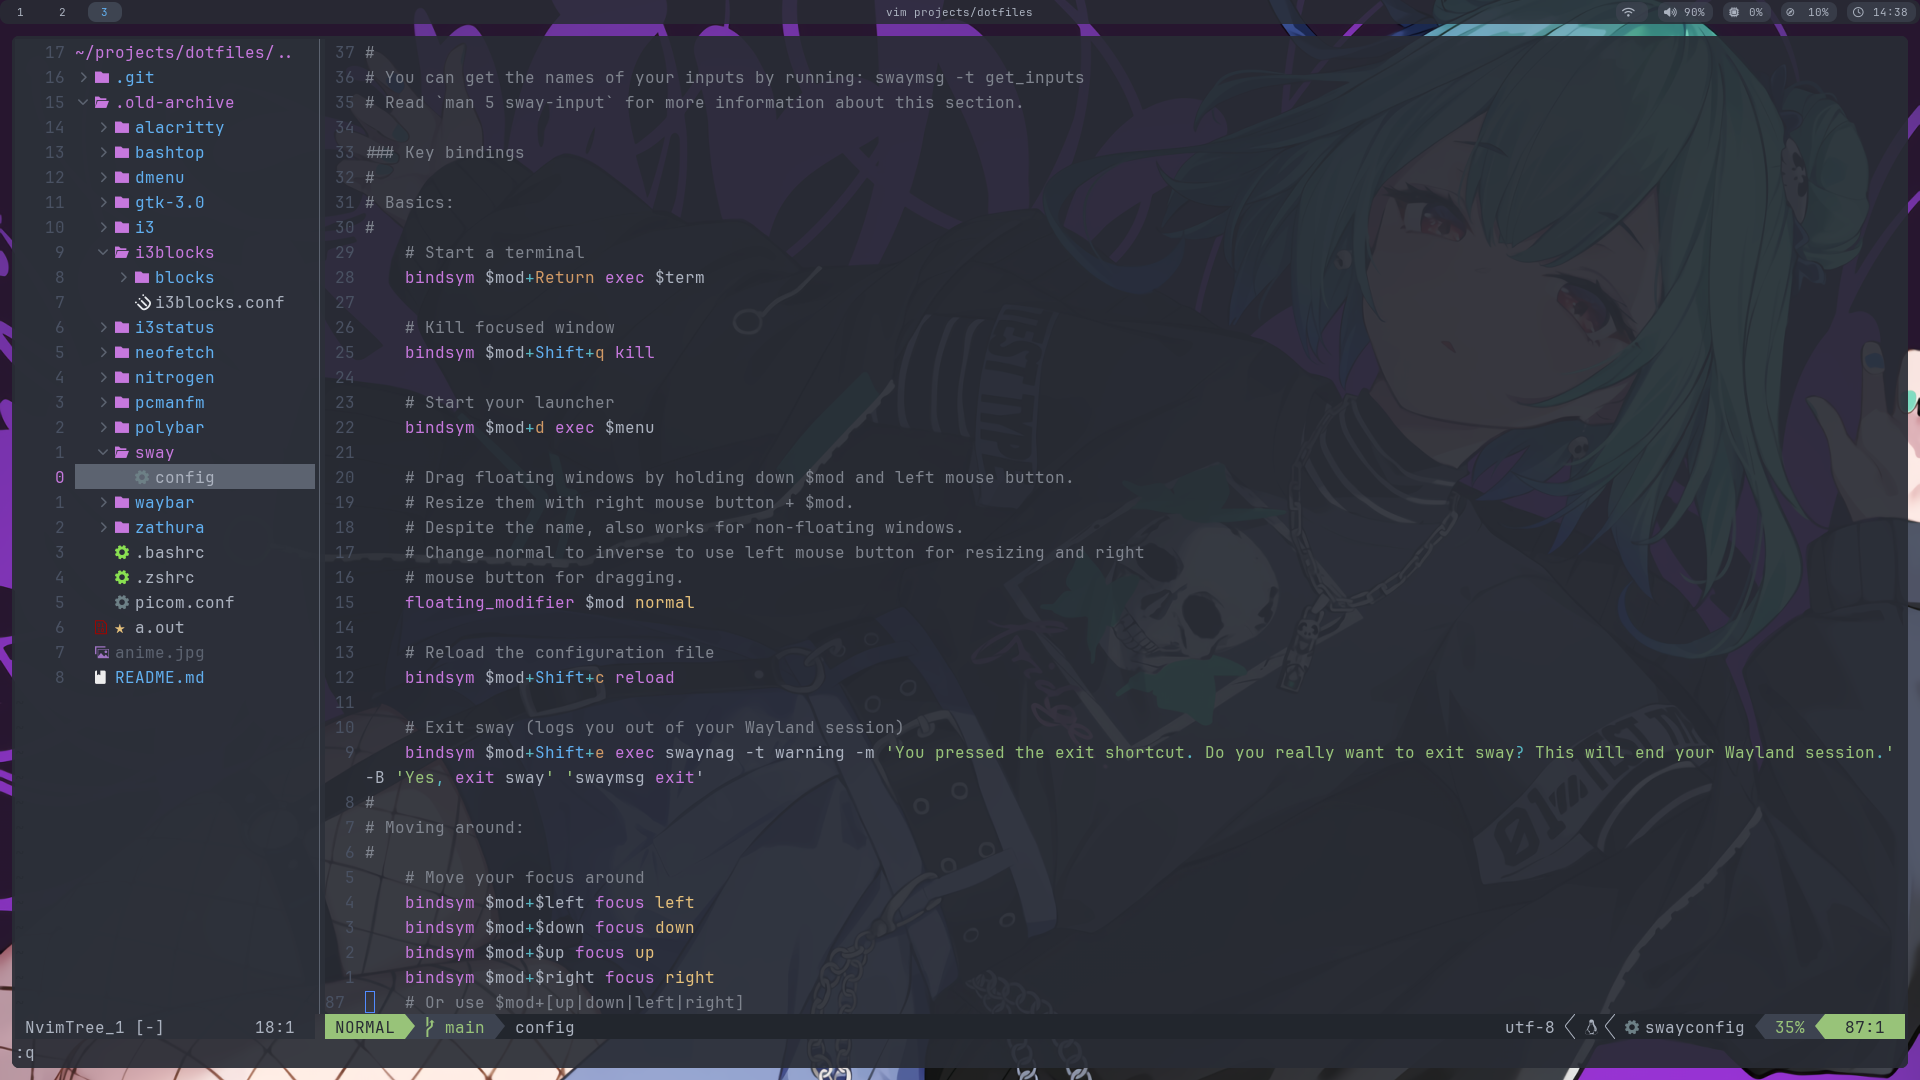 1 2 3 vim projects/dotfiles 90% 0% 10% 14:38
17 ~/projects/dotfiles/..
16 .git
15 .old-archive
14 alacritty
13 bashtop
12 dmenu
11 gtk-3.0
10 i3
9 i3blocks
8 blocks
7 i3blocks.conf
6 i3status
5 neofetch
4 nitrogen
3 pcmanfm
2 polybar
1 sway
0 config
1 waybar
2 zathura
3 .bashrc
4 .zshrc
5 picom.conf
6 ★ a.out
7 anime.jpg
8 README.md
NvimTree_1 [-] 18:1
37 #
36 # You can get the names of your inputs by running: swaymsg -t get_inputs
35 # Read `man 5 sway-input` for more information about this section.
34
33 ### Key bindings
32 #
31 # Basics:
30 #
29 # Start a terminal
28 bindsym $mod+Return exec $term
27
26 # Kill focused window
25 bindsym $mod+Shift+q kill
24
23 # Start your launcher
22 bindsym $mod+d exec $menu
21
20 # Drag floating windows by holding down $mod and left mouse button.
19 # Resize them with right mouse button + $mod.
18 # Despite the name, also works for non-floating windows.
17 # Change normal to inverse to use left mouse button for resizing and right
16 # mouse button for dragging.
15 floating_modifier $mod normal
14
13 # Reload the configuration file
12 bindsym $mod+Shift+c reload
11
10 # Exit sway (logs you out of your Wayland session)
9 bindsym $mod+Shift+e exec swaynag -t warning -m 'You pressed the exit shortcut. Do you really want to exit sway? This will end your Wayland session.'
-B 'Yes, exit sway' 'swaymsg exit'
8 #
7 # Moving around:
6 #
5 # Move your focus around
4 bindsym $mod+$left focus left
3 bindsym $mod+$down focus down
2 bindsym $mod+$up focus up
1 bindsym $mod+$right focus right
87 # Or use $mod+[up|down|left|right]
NORMAL main config utf-8 swayconfig 35% 87:1
:q